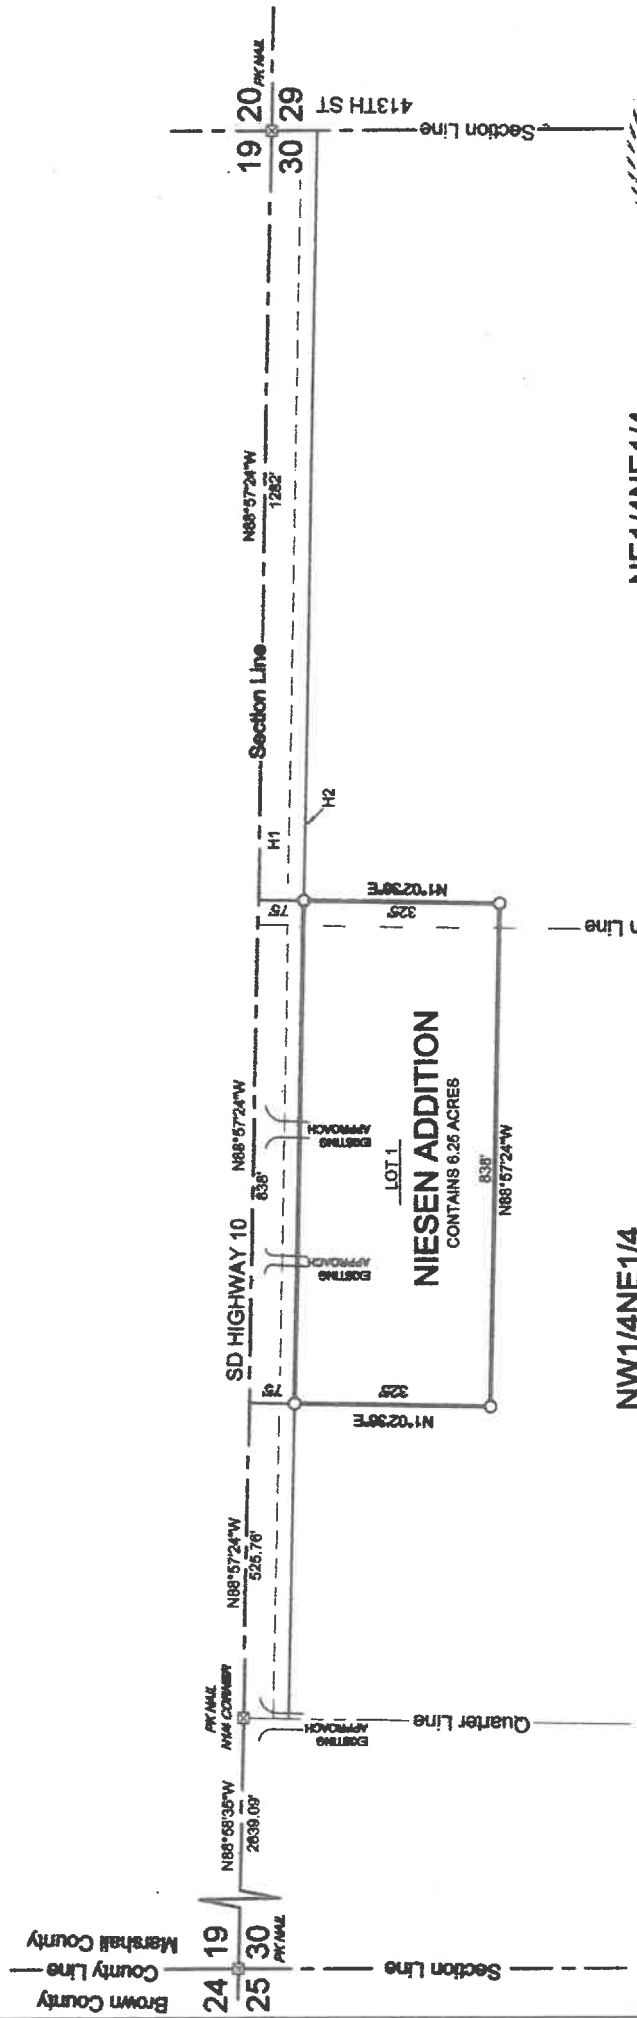 Brown County
County Line
Marshall County
24
19
25
30
PK NAIL
Section Line
N88°58'35"W
2639.09'
PK NAIL
N1/4 CORNER
EXISTING
APPROACH
Quarter Line
N88°57'24"W
525.76'
SD HIGHWAY 10
N88°57'24"W
838'
75'
75'
N1°02'36"E
325'
EXISTING
APPROACH
EXISTING
APPROACH
LOT 1
NIESEN ADDITION
CONTAINS 6.25 ACRES
838'
N88°57'24"W
325'
N1°02'36"E
H1
H2
Section Line
N88°57'24"W
1282'
19
20
PK NAIL
30
29
413TH ST
Section Line
Line
NW1/4NE1/4
NE1/4NE1/4